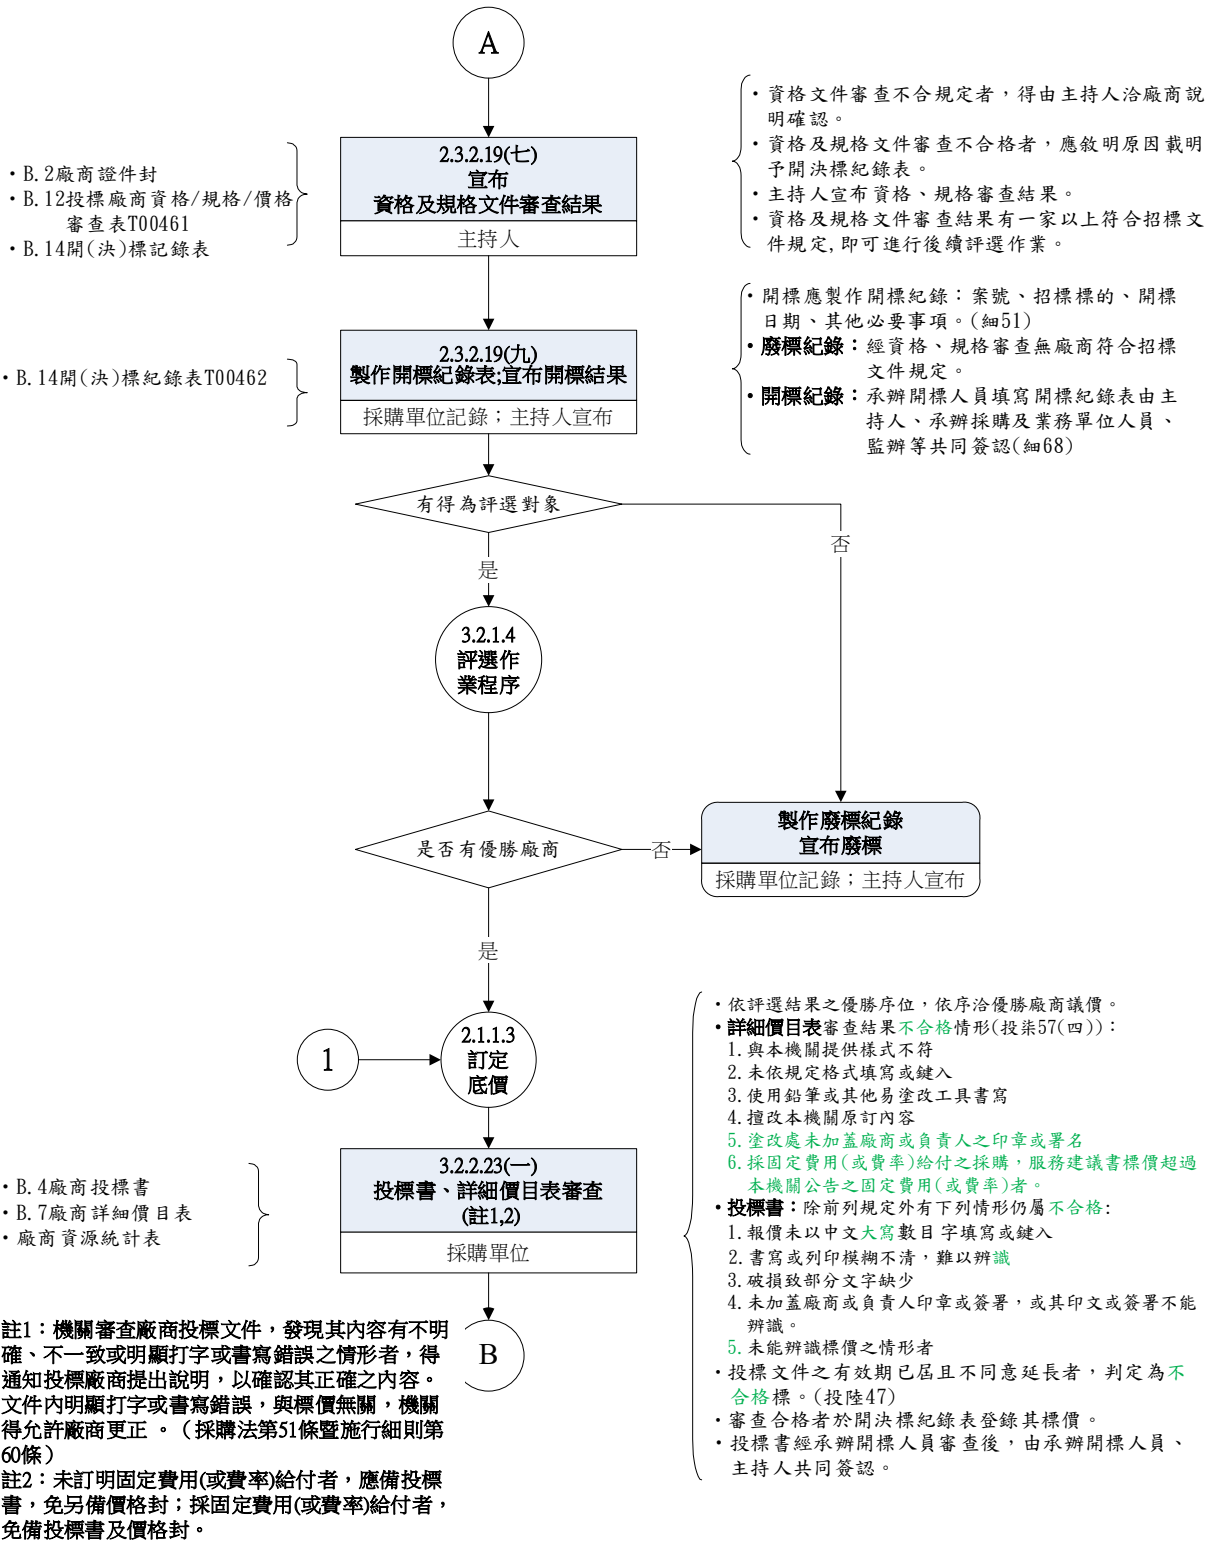 A
・資格文件審查不合規定者，得由主持人洽廠商說
明確認。
・資格及規格文件審查不合格者，應敘明原因載明
予開決標紀錄表。
・主持人宣布資格、規格審查結果。
・資格及規格文件審查結果有一家以上符合招標文
件規定,即可進行後續評選作業。
2.3.2.19(七)
宣布
資格及規格文件審查結果
主持人
・B.2廠商證件封
・B.12投標廠商資格/規格/價格
審查表T00461
・B.14開(決)標記錄表
・開標應製作開標紀錄：案號、招標標的、開標
日期、其他必要事項。(細51)
・廢標紀錄：經資格、規格審查無廠商符合招標
文件規定。
・開標紀錄：承辦開標人員填寫開標紀錄表由主
持人、承辦採購及業務單位人員、
監辦等共同簽認(細68)
2.3.2.19(九)
製作開標紀錄表;宣布開標結果
採購單位記錄；主持人宣布
・B.14開(決)標紀錄表T00462
有得為評選對象
否
是
3.2.1.4
評選作
業程序
製作廢標紀錄
宣布廢標
採購單位記錄；主持人宣布
是否有優勝廠商
否
是
1
2.1.1.3
訂定
底價
3.2.2.23(一)
投標書、詳細價目表審查
(註1,2)
採購單位
・B.4廠商投標書
・B.7廠商詳細價目表
・廠商資源統計表
・依評選結果之優勝序位，依序洽優勝廠商議價。
・詳細價目表審查結果不合格情形(投柒57(四))：
1.與本機關提供樣式不符
2.未依規定格式填寫或鍵入
3.使用鉛筆或其他易塗改工具書寫
4.擅改本機關原訂內容
5.塗改處未加蓋廠商或負責人之印章或署名
6.採固定費用(或費率)給付之採購，服務建議書標價超過
本機關公告之固定費用(或費率)者。
・投標書：除前列規定外有下列情形仍屬不合格:
1.報價未以中文大寫數目字填寫或鍵入
2.書寫或列印模糊不清，難以辨識
3.破損致部分文字缺少
4.未加蓋廠商或負責人印章或簽署，或其印文或簽署不能
辨識。
5.未能辨識標價之情形者
・投標文件之有效期已屆且不同意延長者，判定為不
合格標。(投陸47)
・審查合格者於開決標紀錄表登錄其標價。
・投標書經承辦開標人員審查後，由承辦開標人員、
主持人共同簽認。
B
註1：機關審查廠商投標文件，發現其內容有不明
確、不一致或明顯打字或書寫錯誤之情形者，得
通知投標廠商提出說明，以確認其正確之內容。
文件內明顯打字或書寫錯誤，與標價無關，機關
得允許廠商更正 。（採購法第51條暨施行細則第
60條）
註2：未訂明固定費用(或費率)給付者，應備投標
書，免另備價格封；採固定費用(或費率)給付者，
免備投標書及價格封。